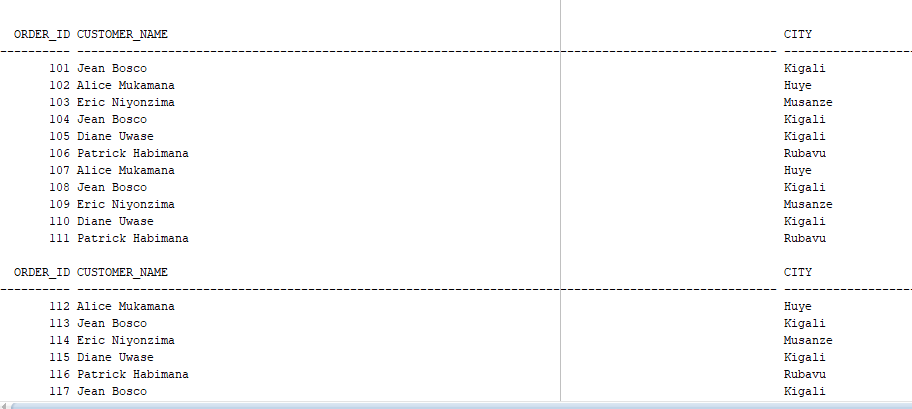 ORDER_ID CUSTOMER_NAME CITY
101 Jean Bosco Kigali
102 Alice Mukamana Huye
103 Eric Niyonzima Musanze
104 Jean Bosco Kigali
105 Diane Uwase Kigali
106 Patrick Habimana Rubavu
107 Alice Mukamana Huye
108 Jean Bosco Kigali
109 Eric Niyonzima Musanze
110 Diane Uwase Kigali
111 Patrick Habimana Rubavu
ORDER_ID CUSTOMER_NAME CITY
112 Alice Mukamana Huye
113 Jean Bosco Kigali
114 Eric Niyonzima Musanze
115 Diane Uwase Kigali
116 Patrick Habimana Rubavu
117 Jean Bosco Kigali